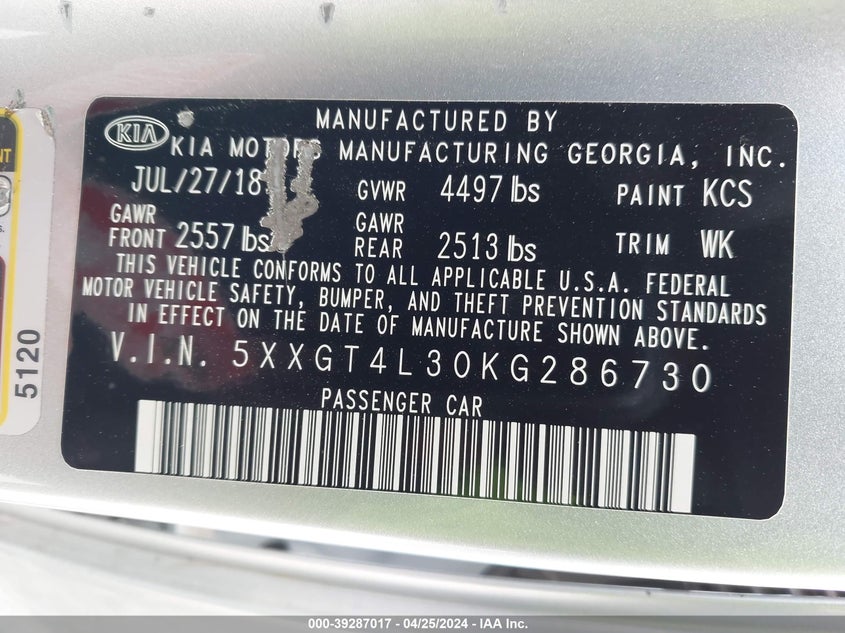 MANUFACTURED BY
KIA KIA MOTORS MANUFACTURING GEORGIA, INC.
JUL/27/18 GVWR 4497 lbs PAINT KCS
GAWR FRONT 2557 lbs GAWR REAR 2513 lbs TRIM WK
THIS VEHICLE CONFORMS TO ALL APPLICABLE U.S.A. FEDERAL
MOTOR VEHICLE SAFETY, BUMPER, AND THEFT PREVENTION STANDARDS
IN EFFECT ON THE DATE OF MANUFACTURE SHOWN ABOVE.
V.I.N. 5XXGT4L30KG286730
PASSENGER CAR
5120
000-39287017 - 04/25/2024 - IAA Inc.